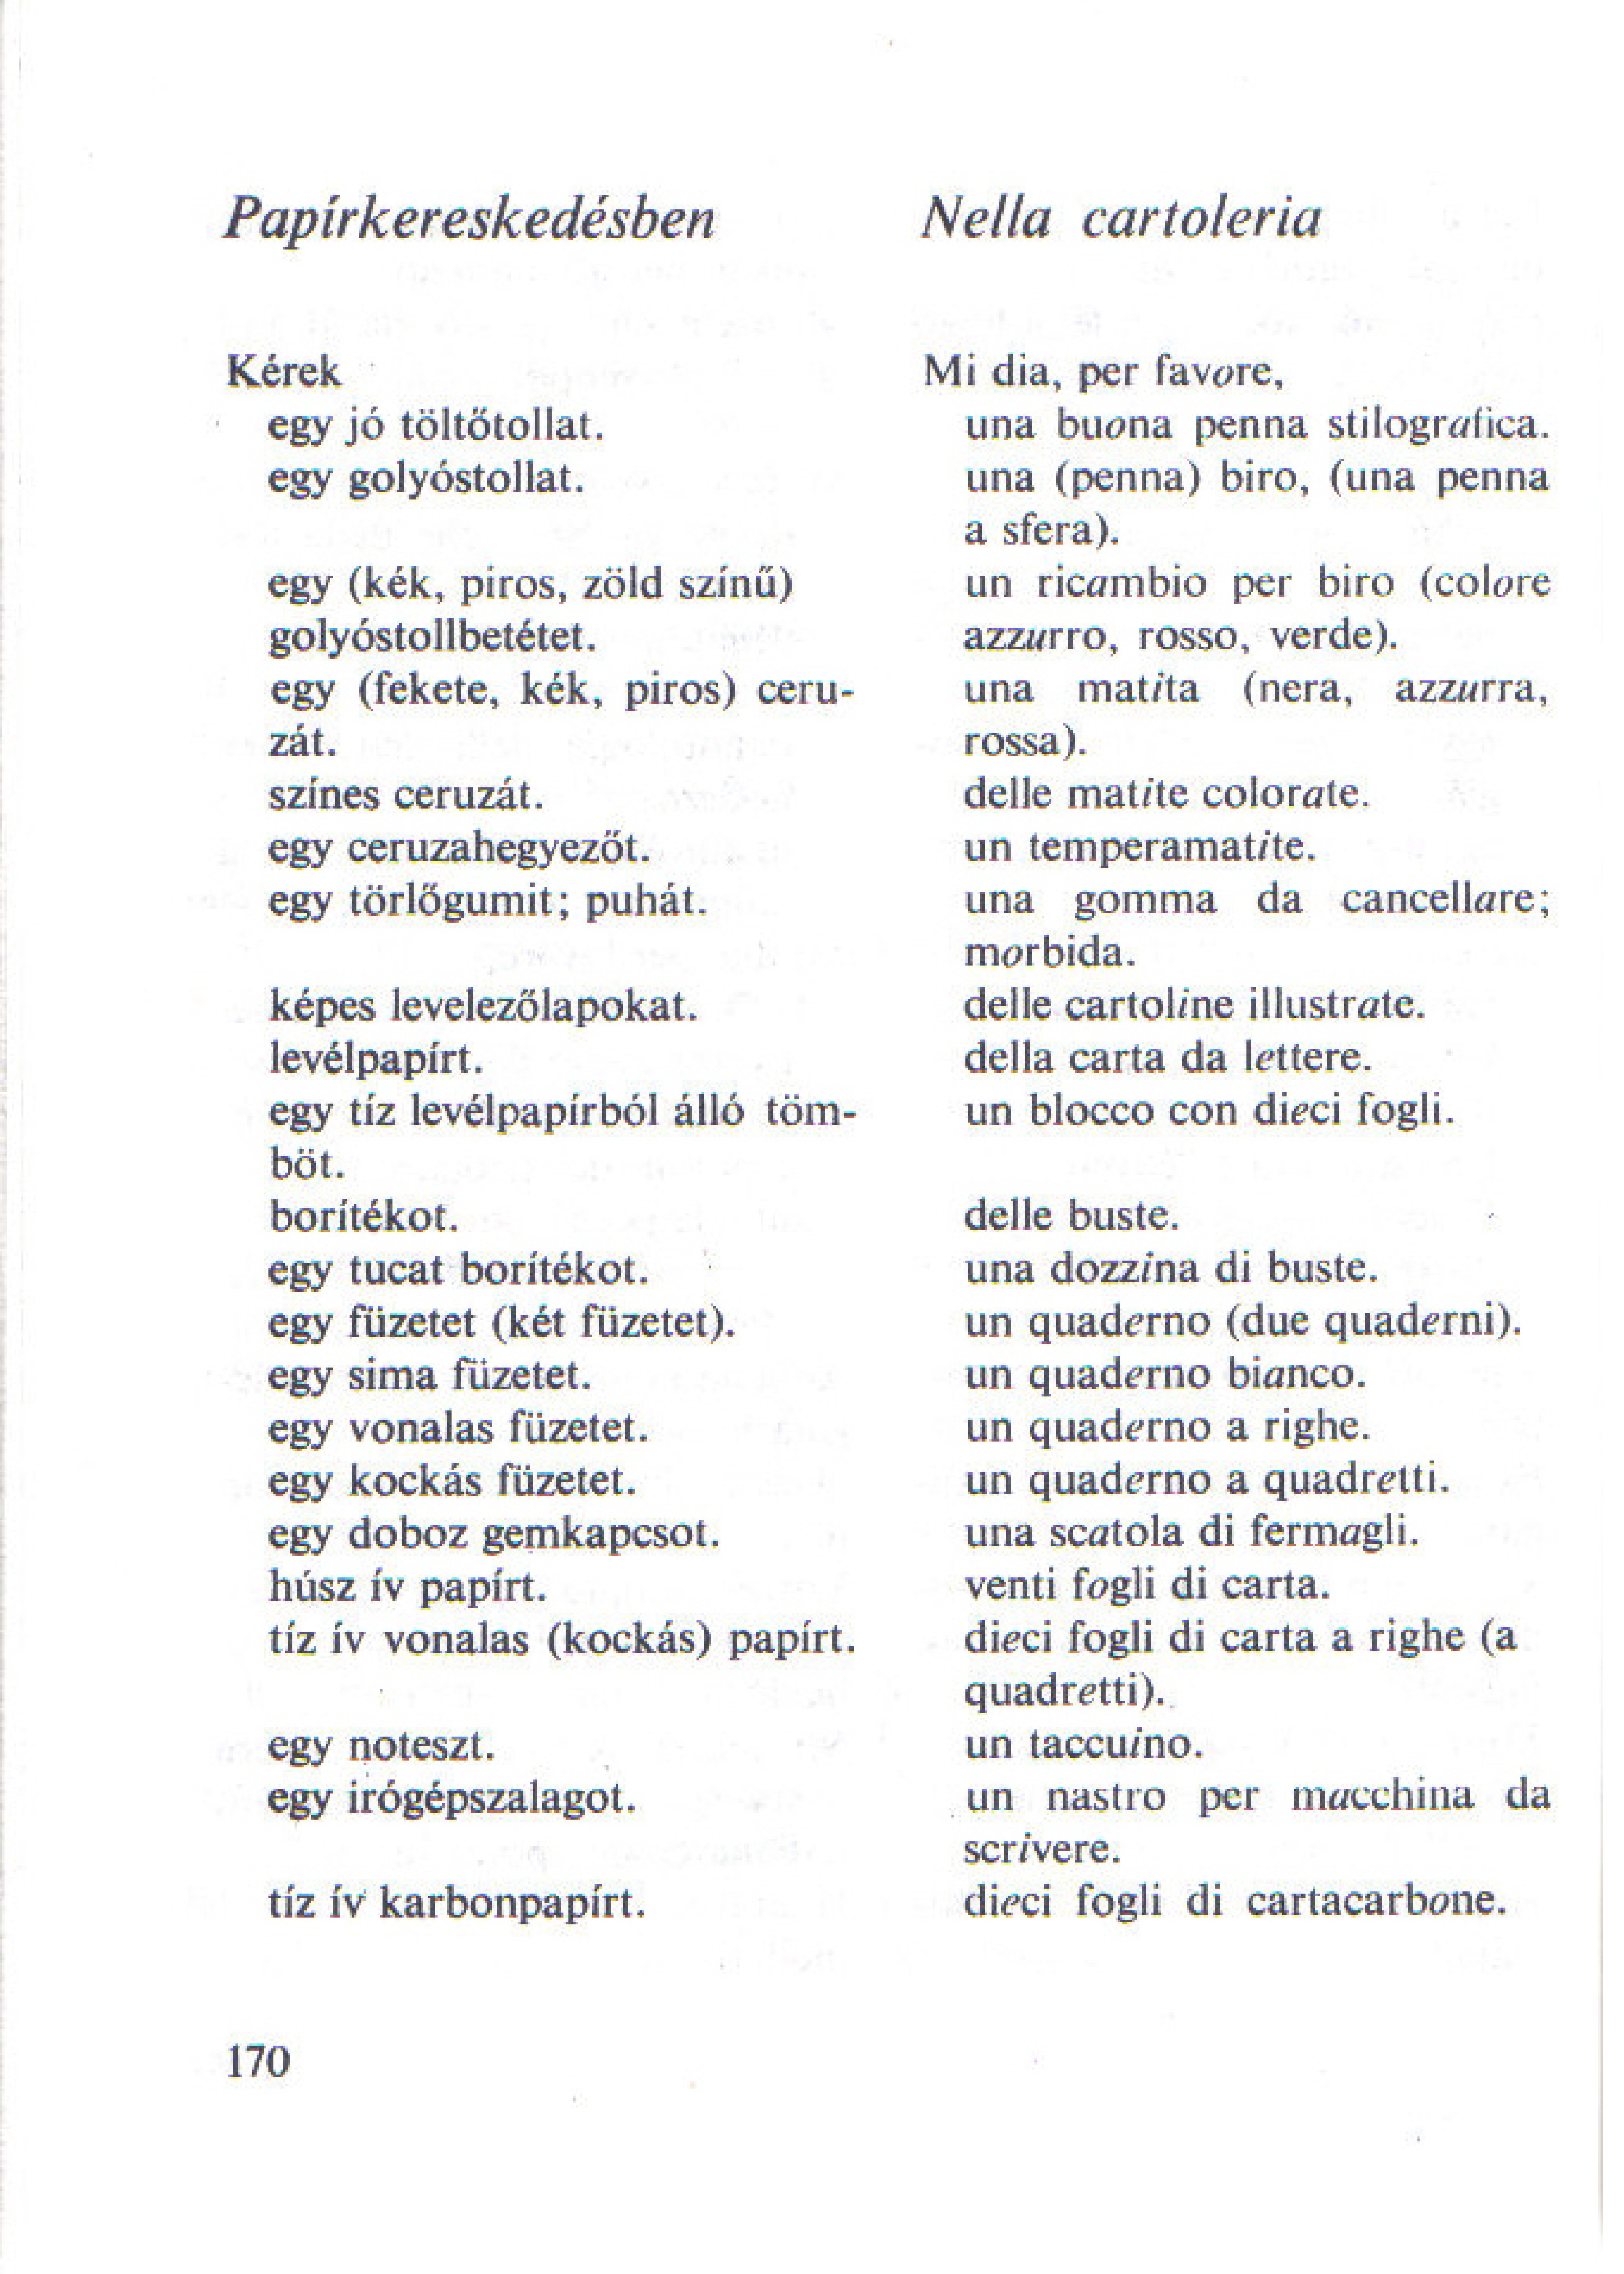 Papírkereskedésben
Kérek
egy jó töltőtollat.
egy golyóstollat.
egy (kék, piros, zöld színű)
golyóstollbetétet.
egy (fekete, kék, piros) ceru-
zát.
színes ceruzát.
egy ceruzahegyezőt.
egy törlőgumit; puhát.
képes levelezőlapokat.
levélpapírt.
egy tíz levélpapírból álló töm-
böt.
borítékot.
egy tucat borítékot.
egy füzetet (két füzetet).
egy sima füzetet.
egy vonalas füzetet.
egy kockás füzetet.
egy doboz gemkapcsot.
húsz ív papírt.
tíz ív vonalas (kockás) papírt.
egy noteszt.
egy irógépszalagot.
tíz ív karbonpapírt.
Nella cartoleria
Mi dia, per favore,
una buona penna stilografica.
una (penna) biro, (una penna
a sfera).
un ricambio per biro (colore
azzurro, rosso, verde).
una matita (nera, azzurra,
rossa).
delle matite colorate.
un temperamatite.
una gomma da cancellare;
morbida.
delle cartoline illustrate.
della carta da lettere.
un blocco con dieci fogli.
delle buste.
una dozzina di buste.
un quaderno (due quaderni).
un quaderno bianco.
un quaderno a righe.
un quaderno a quadretti.
una scatola di fermagli.
venti fogli di carta.
dieci fogli di carta a righe (a
quadretti).
un taccuino.
un nastro per macchina da
scrivere.
dieci fogli di cartacarbone.
170